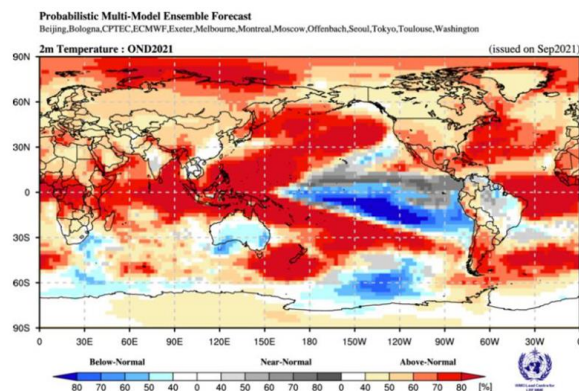 Probabilistic Multi-Model Ensemble Forecast
Beijing,Bologna,CPTEC,ECMWF,Exeter,Melbourne,Montreal,Moscow,Offenbach,Seoul,Tokyo,Toulouse,Washington
2m Temperature : OND2021 (issued on Sep2021)
90N
60N
30N
0
30S
60S
90S
0 30E 60E 90E 120E 150E 180 150W 120W 90W 60W 30W 0
Below-Normal Near-Normal Above-Normal
80 70 60 50 40 0 40 50 60 70 80 0 40 50 60 70 80 [%]